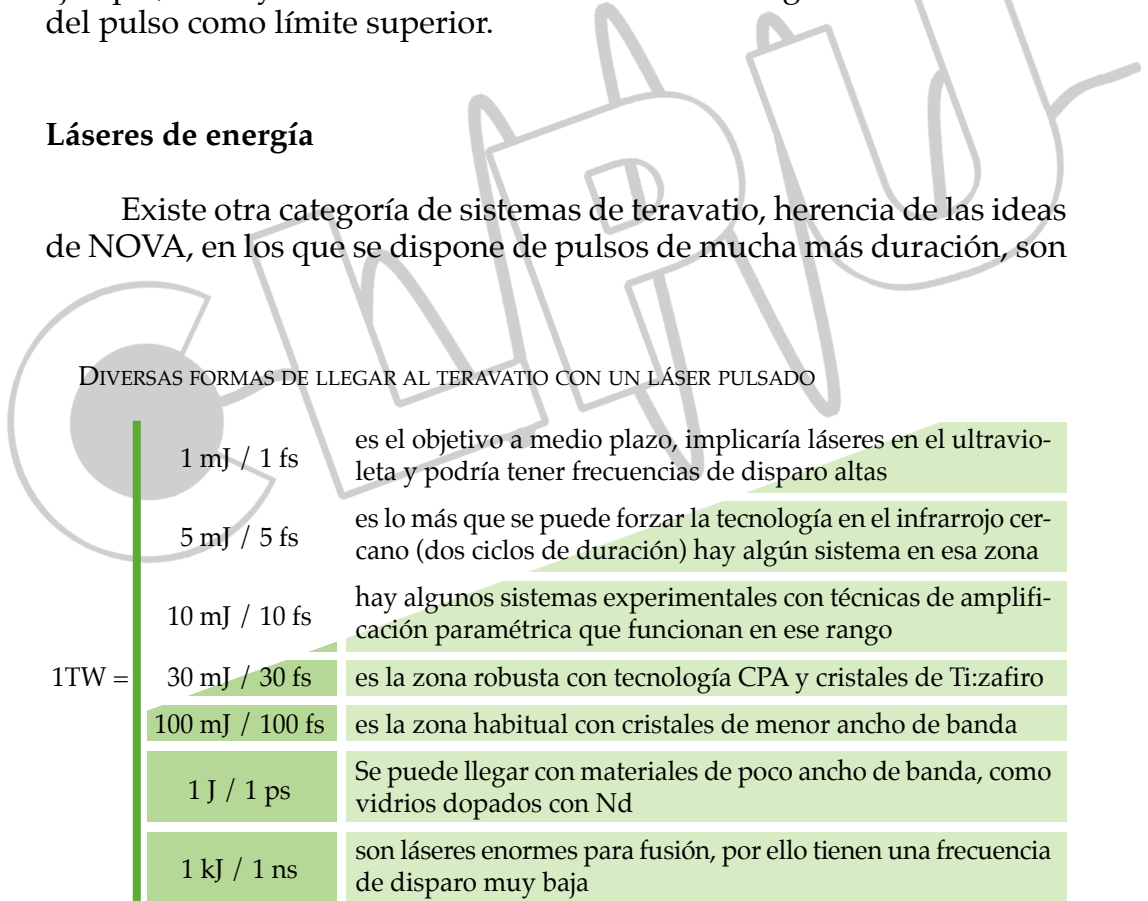 del pulso como límite superior.
Láseres de energía
Existe otra categoría de sistemas de teravatio, herencia de las ideas
de NOVA, en los que se dispone de pulsos de mucha más duración, son
CLPU
DIVERSAS FORMAS DE LLEGAR AL TERAVATIO CON UN LÁSER PULSADO
1TW =
1 mJ / 1 fs
es el objetivo a medio plazo, implicaría láseres en el ultravio-
leta y podría tener frecuencias de disparo altas
5 mJ / 5 fs
es lo más que se puede forzar la tecnología en el infrarrojo cer-
cano (dos ciclos de duración) hay algún sistema en esa zona
10 mJ / 10 fs
hay algunos sistemas experimentales con técnicas de amplifi-
cación paramétrica que funcionan en ese rango
30 mJ / 30 fs
es la zona robusta con tecnología CPA y cristales de Ti:zafiro
100 mJ / 100 fs
es la zona habitual con cristales de menor ancho de banda
1 J / 1 ps
Se puede llegar con materiales de poco ancho de banda, como
vidrios dopados con Nd
1 kJ / 1 ns
son láseres enormes para fusión, por ello tienen una frecuencia
de disparo muy baja